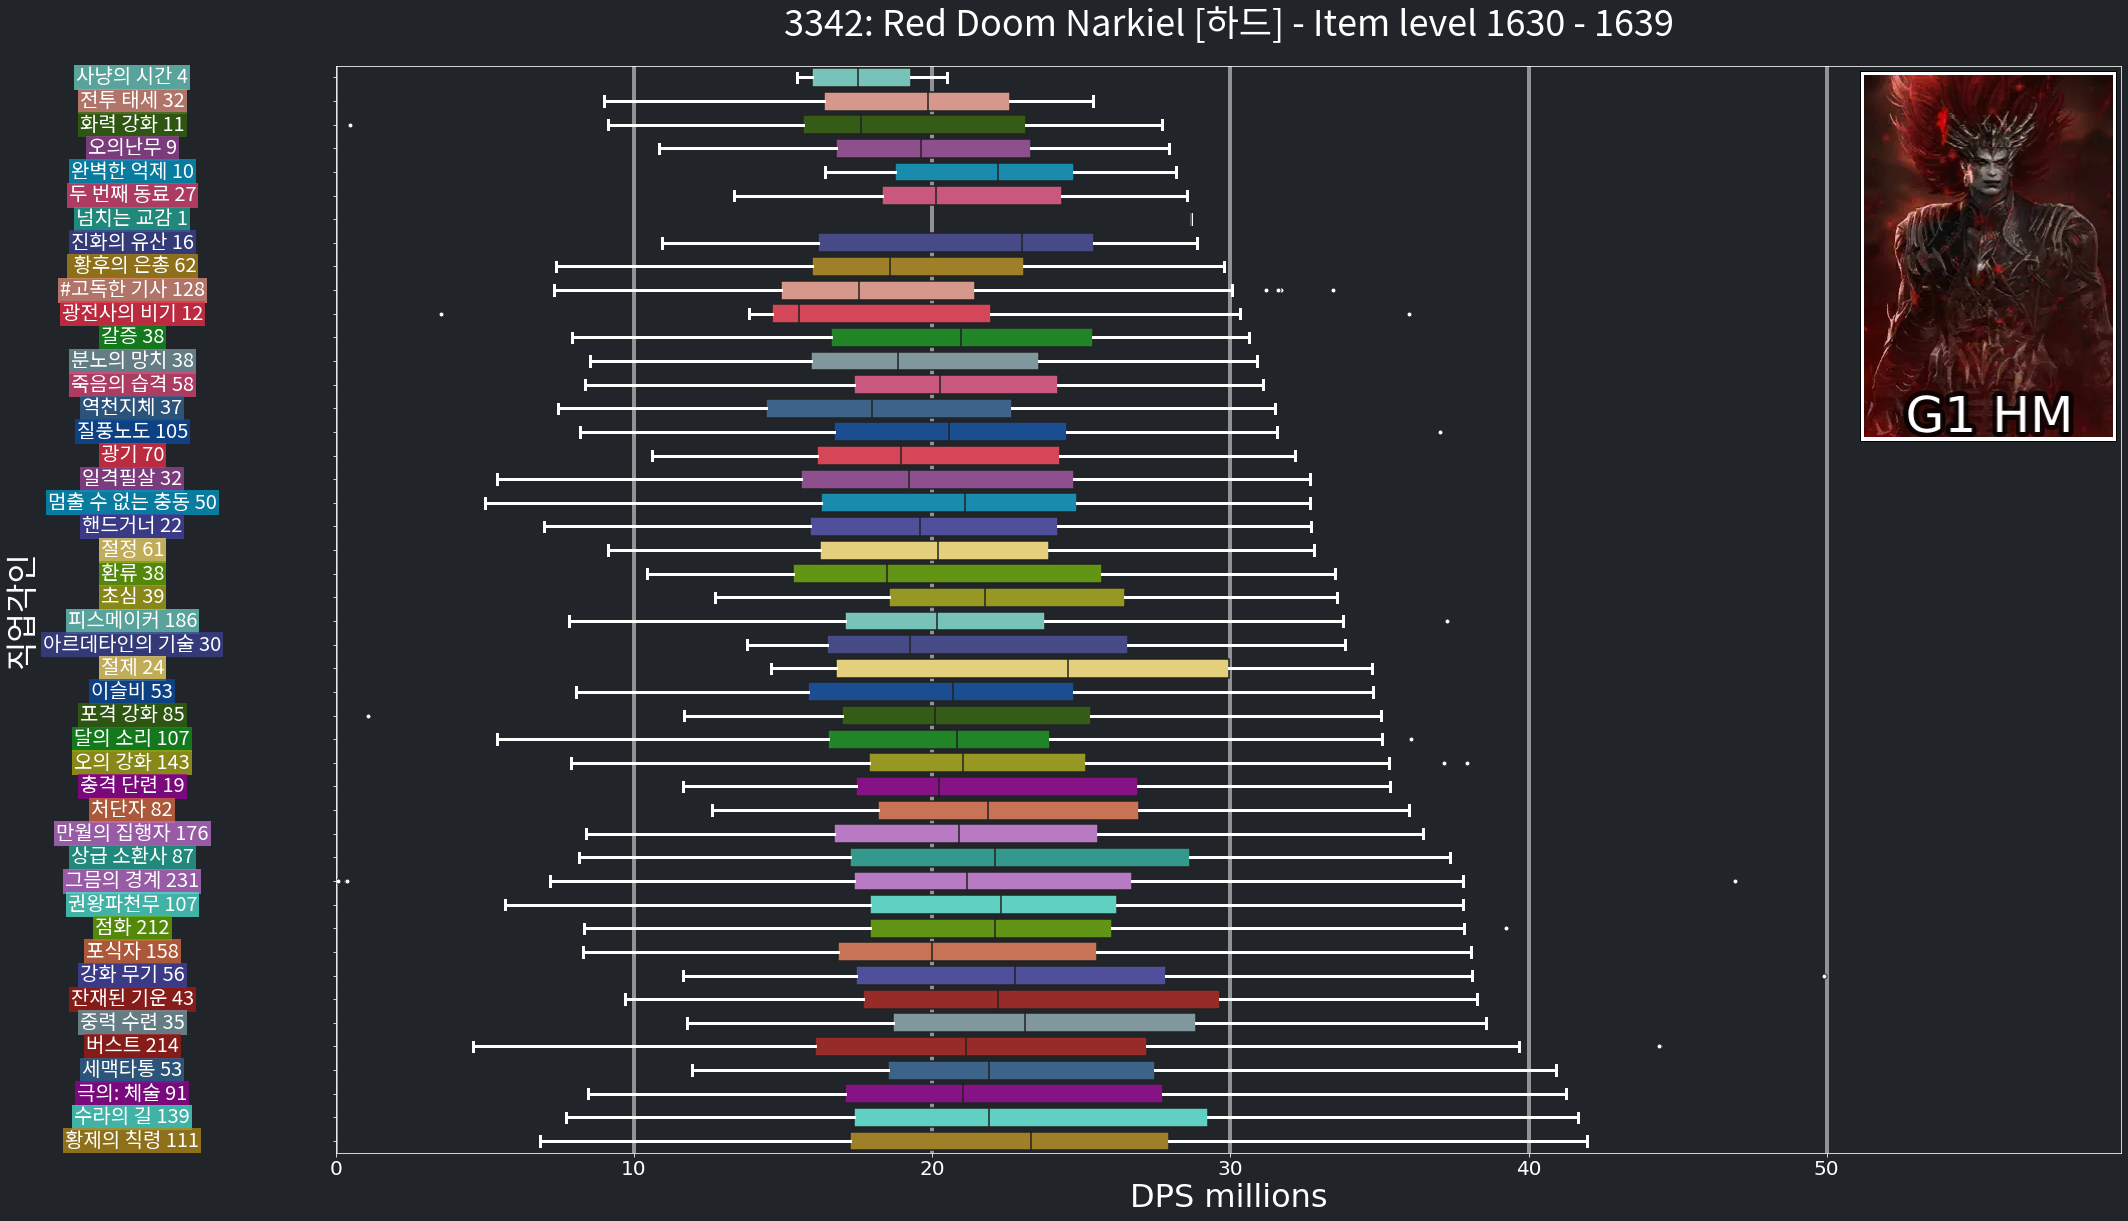 3342: Red Doom Narkiel [하드] - Item level 1630 - 1639
사냥의 시간 4
전투 태세 32
화력 강화 11
오의난무 9
완벽한 억제 10
두 번째 동료 27
넘치는 교감 1
진화의 유산 16
황후의 은총 62
#고독한 기사 128
광전사의 비기 12
갈증 38
분노의 망치 38
죽음의 습격 58
역천지체 37
질풍노도 105
광기 70
일격필살 32
멈출 수 없는 충동 50
핸드거너 22
절정 61
환류 38
초심 39
피스메이커 186
아르데타인의 기술 30
절제 24
이슬비 53
포격 강화 85
달의 소리 107
오의 강화 143
충격 단련 19
처단자 82
만월의 집행자 176
상급 소환사 87
그믐의 경계 231
권왕파천무 107
점화 212
포식자 158
강화 무기 56
잔재된 기운 43
중력 수련 35
버스트 214
세맥타통 53
극의: 체술 91
수라의 길 139
황제의 칙령 111
직업각인
G1 HM
0 10 20 30 40 50
DPS millions